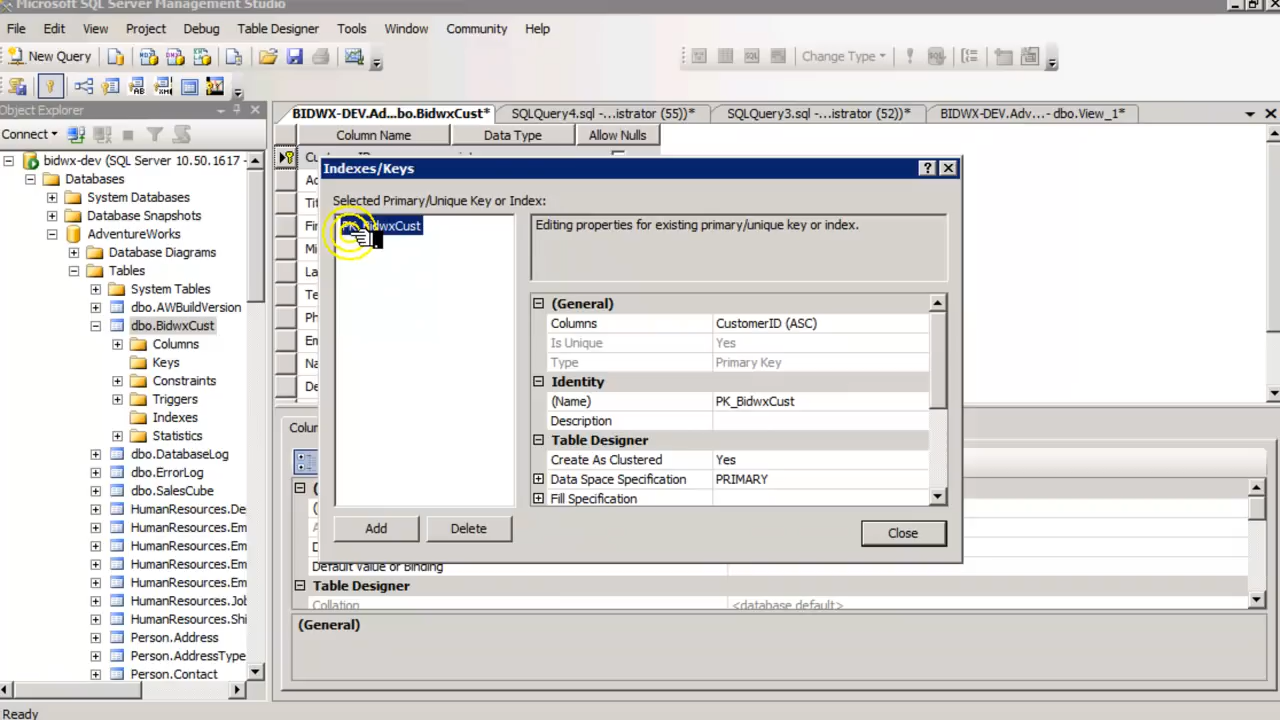 Microsoft SQL Server Management Studio
File Edit View Project Debug Table Designer Tools Window Community Help
New Query
Change Type
Object Explorer
Connect
bidwx-dev (SQL Server 10.50.1617 -
Databases
System Databases
Database Snapshots
AdventureWorks
Database Diagrams
Tables
System Tables
dbo.AWBuildVersion
dbo.BidwxCust
Columns
Keys
Constraints
Triggers
Indexes
Statistics
dbo.DatabaseLog
dbo.ErrorLog
dbo.SalesCube
HumanResources.De
HumanResources.Em
HumanResources.Em
HumanResources.Em
HumanResources.Em
HumanResources.Job
HumanResources.Shi
Person.Address
Person.AddressType
Person.Contact
BIDWX-DEV.Ad...bo.BidwxCust* SQLQuery4.sql -...istrator (55))* SQLQuery3.sql -...istrator (52))* BIDWX-DEV.Adv... - dbo.View_1*
Column Name Data Type Allow Nulls
Indexes/Keys
Selected Primary/Unique Key or Index:
PK_BidwxCust
Editing properties for existing primary/unique key or index.
(General)
Columns CustomerID (ASC)
Is Unique Yes
Type Primary Key
Identity
(Name) PK_BidwxCust
Description
Table Designer
Create As Clustered Yes
Data Space Specification PRIMARY
Fill Specification
Add Delete Close
Default Value or Binding
Table Designer
Collation <database default>
(General)
Ready